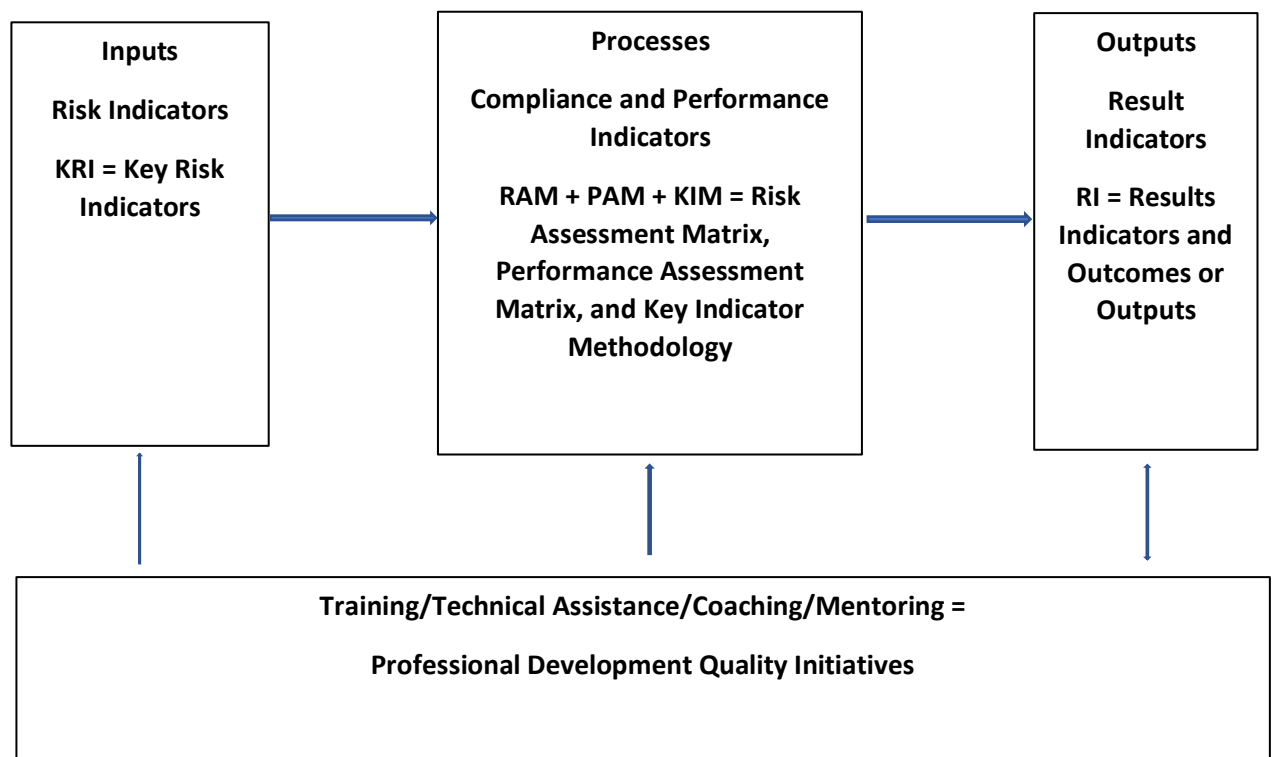 Inputs
Risk Indicators
KRI = Key Risk
Indicators
Processes
Compliance and Performance
Indicators
RAM + PAM + KIM = Risk
Assessment Matrix,
Performance Assessment
Matrix, and Key Indicator
Methodology
Outputs
Result
Indicators
RI = Results
Indicators and
Outcomes or
Outputs
Training/Technical Assistance/Coaching/Mentoring =
Professional Development Quality Initiatives